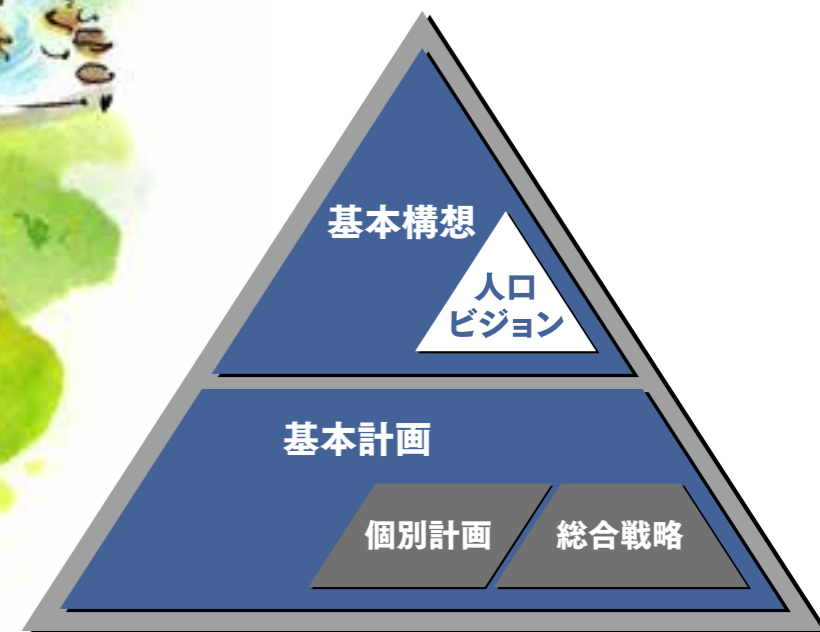 基本構想
人口
ビジョン
基本計画
個別計画
総合戦略